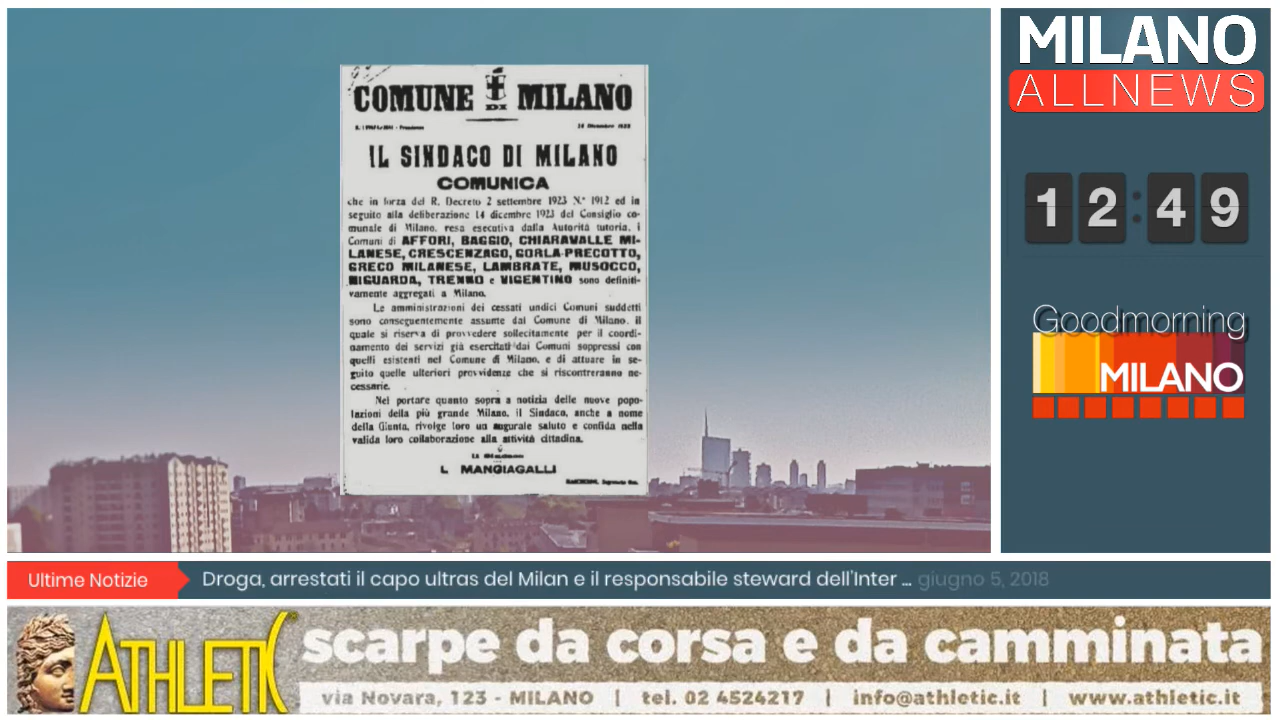 COMUNE DI MILANO
IL SINDACO DI MILANO
COMUNICA
che in forza del R. Decreto 2 settembre 1923 N.° 1912 ed in
seguito alla deliberazione 14 dicembre 1923 del Consiglio co-
munale di Milano, resa esecutiva dalla Autorità tutoria, i
Comuni di AFFORI, BAGGIO, CHIARAVALLE MI-
LANESE, CRESCENZAGO, GORLA-PRECOTTO,
GRECO MILANESE, LAMBRATE, MUSOCCO,
NIGUARDA, TRENNO e VIGENTINO sono definiti-
vamente aggregati a Milano.
Le amministrazioni dei cessati undici Comuni suddetti
sono conseguentemente assunte dal Comune di Milano, il
quale si riserva di provvedere sollecitamente per il coordi-
namento dei servizi già esercitati dai Comuni soppressi con
quelli esistenti nel Comune di Milano, e di attuare in se-
guito quelle ulteriori provvidenze che si riscontreranno ne-
cessarie.
Nel portare quanto sopra a notizia delle nuove popo-
lazioni della più grande Milano, il Sindaco, anche a nome
della Giunta, rivolge loro un augurale saluto e confida nella
valida loro collaborazione alla attività cittadina.
L. MANGIAGALLI
MILANO
ALLNEWS
12:49
Goodmorning
MILANO
Ultime Notizie
Droga, arrestati il capo ultras del Milan e il responsabile steward dell'Inter ... giugno 5, 2018
ATHLETIC
scarpe da corsa e da camminata
via Novara, 123 - MILANO | tel. 02 4524217 | info@athletic.it | www.athletic.it